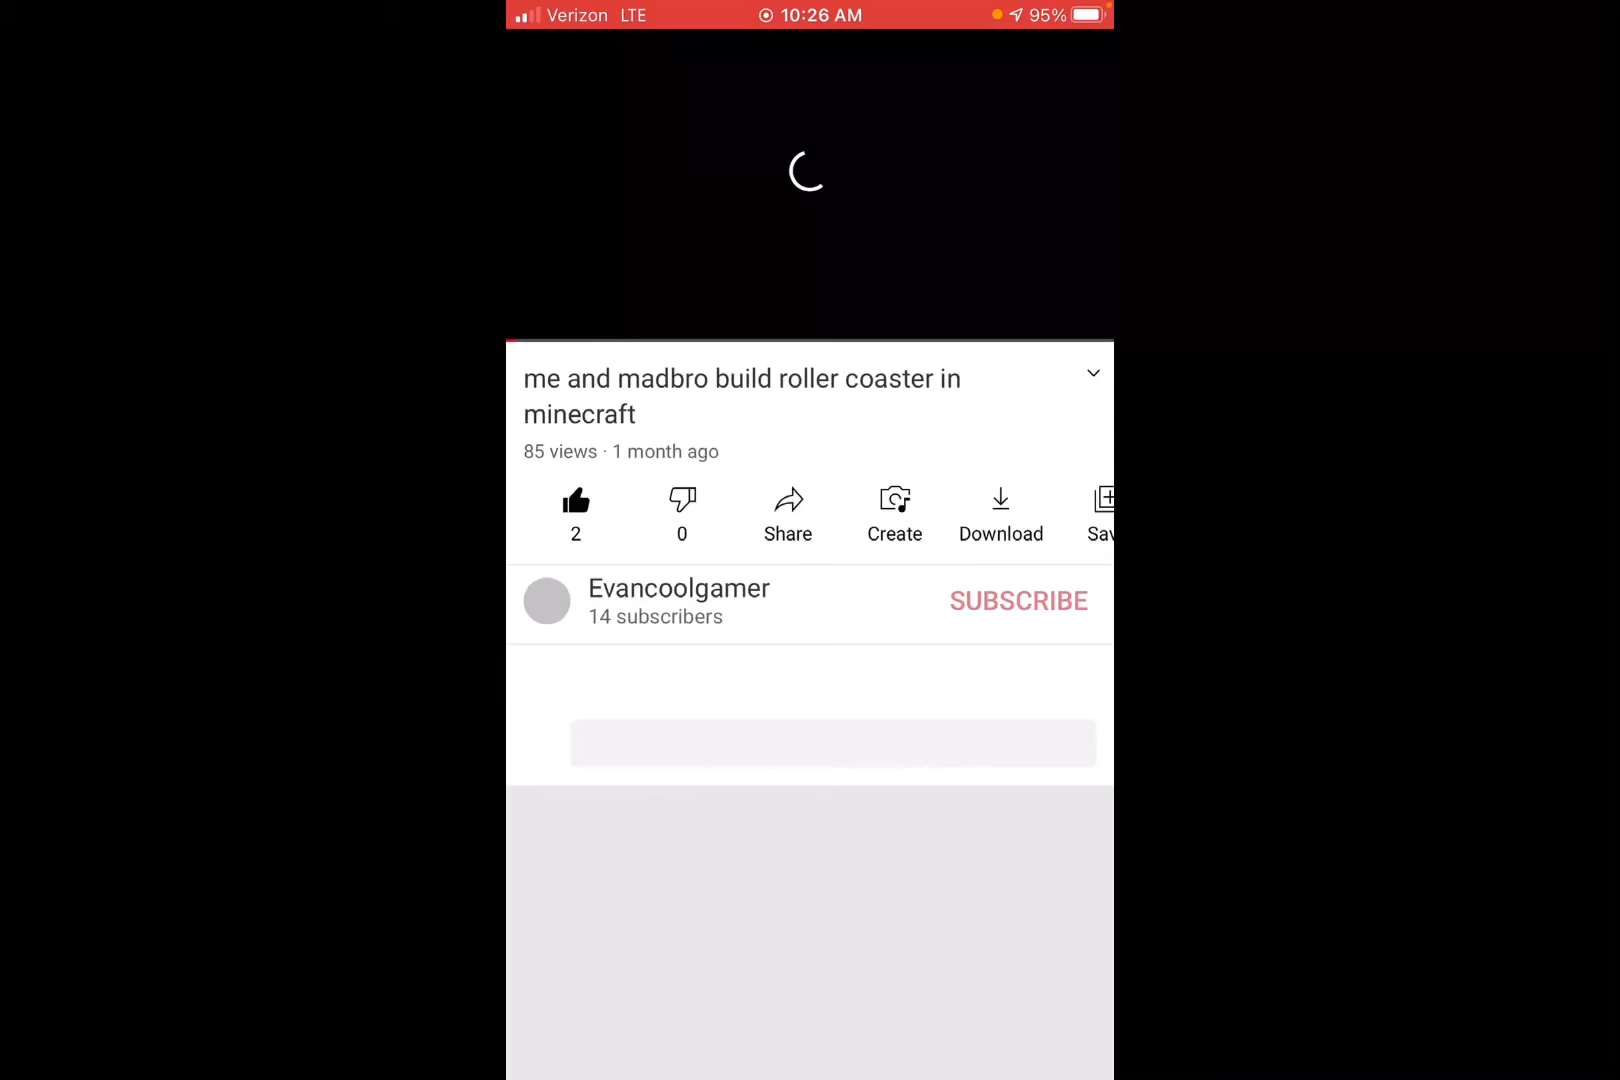 Verizon LTE 10:26 AM 95%
me and madbro build roller coaster in
minecraft
85 views · 1 month ago
2 0 Share Create Download Sav
Evancoolgamer
14 subscribers
SUBSCRIBE